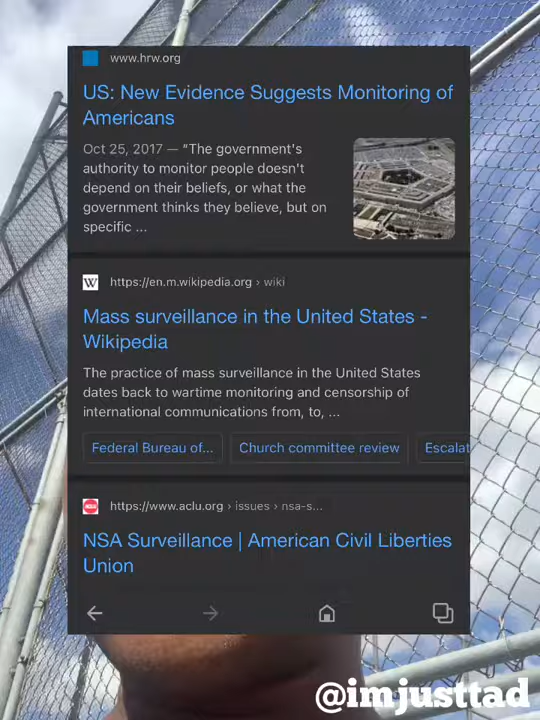 www.hrw.org
US: New Evidence Suggests Monitoring of
Americans
Oct 25, 2017 — "The government's
authority to monitor people doesn't
depend on their beliefs, or what the
government thinks they believe, but on
specific ...
W
https://en.m.wikipedia.org › wiki
Mass surveillance in the United States -
Wikipedia
The practice of mass surveillance in the United States
dates back to wartime monitoring and censorship of
international communications from, to, ...
Federal Bureau of...
Church committee review
Escalat
https://www.aclu.org › issues › nsa-s...
NSA Surveillance | American Civil Liberties
Union
@imjusttad